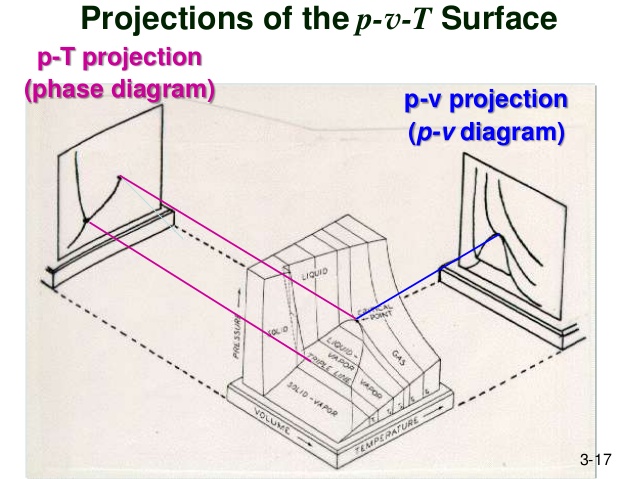 Projections of the p-v-T Surface
p-T projection
(phase diagram)
p-v projection
(p-v diagram)
LIQUID
SOLID
CRITICAL
POINT
PRESSURE
LIQUID-
VAPOR
TRIPLE LINE
GAS
VAPOR
SOLID-VAPOR
VOLUME
TEMPERATURE
3-17